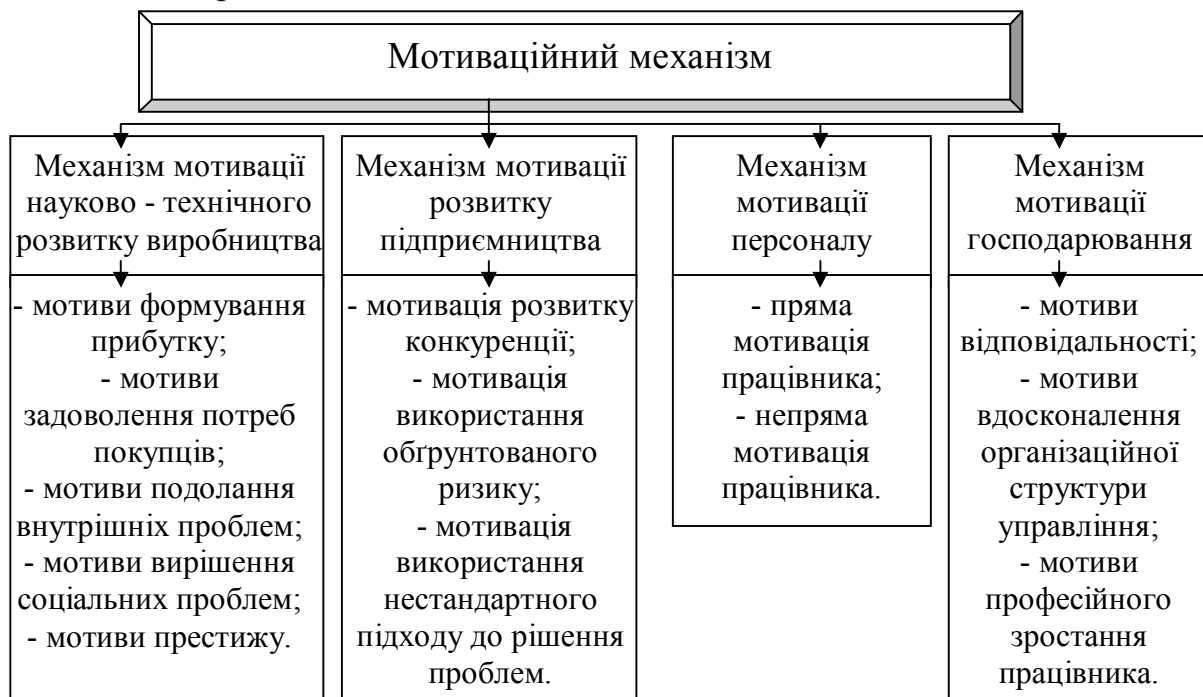 Мотиваційний механізм
Механізм мотивації
науково - технічного
розвитку виробництва
- мотиви формування
прибутку;
- мотиви
задоволення потреб
покупців;
- мотиви подолання
внутрішніх проблем;
- мотиви вирішення
соціальних проблем;
- мотиви престижу.
Механізм мотивації
розвитку
підприємництва
- мотивація розвитку
конкуренції;
- мотивація
використання
обґрунтованого
ризику;
- мотивація
використання
нестандартного
підходу до рішення
проблем.
Механізм
мотивації
персоналу
- пряма
мотивація
працівника;
- непряма
мотивація
працівника.
Механізм
мотивації
господарювання
- мотиви
відповідальності;
- мотиви
вдосконалення
організаційної
структури
управління;
- мотиви
професійного
зростання
працівника.